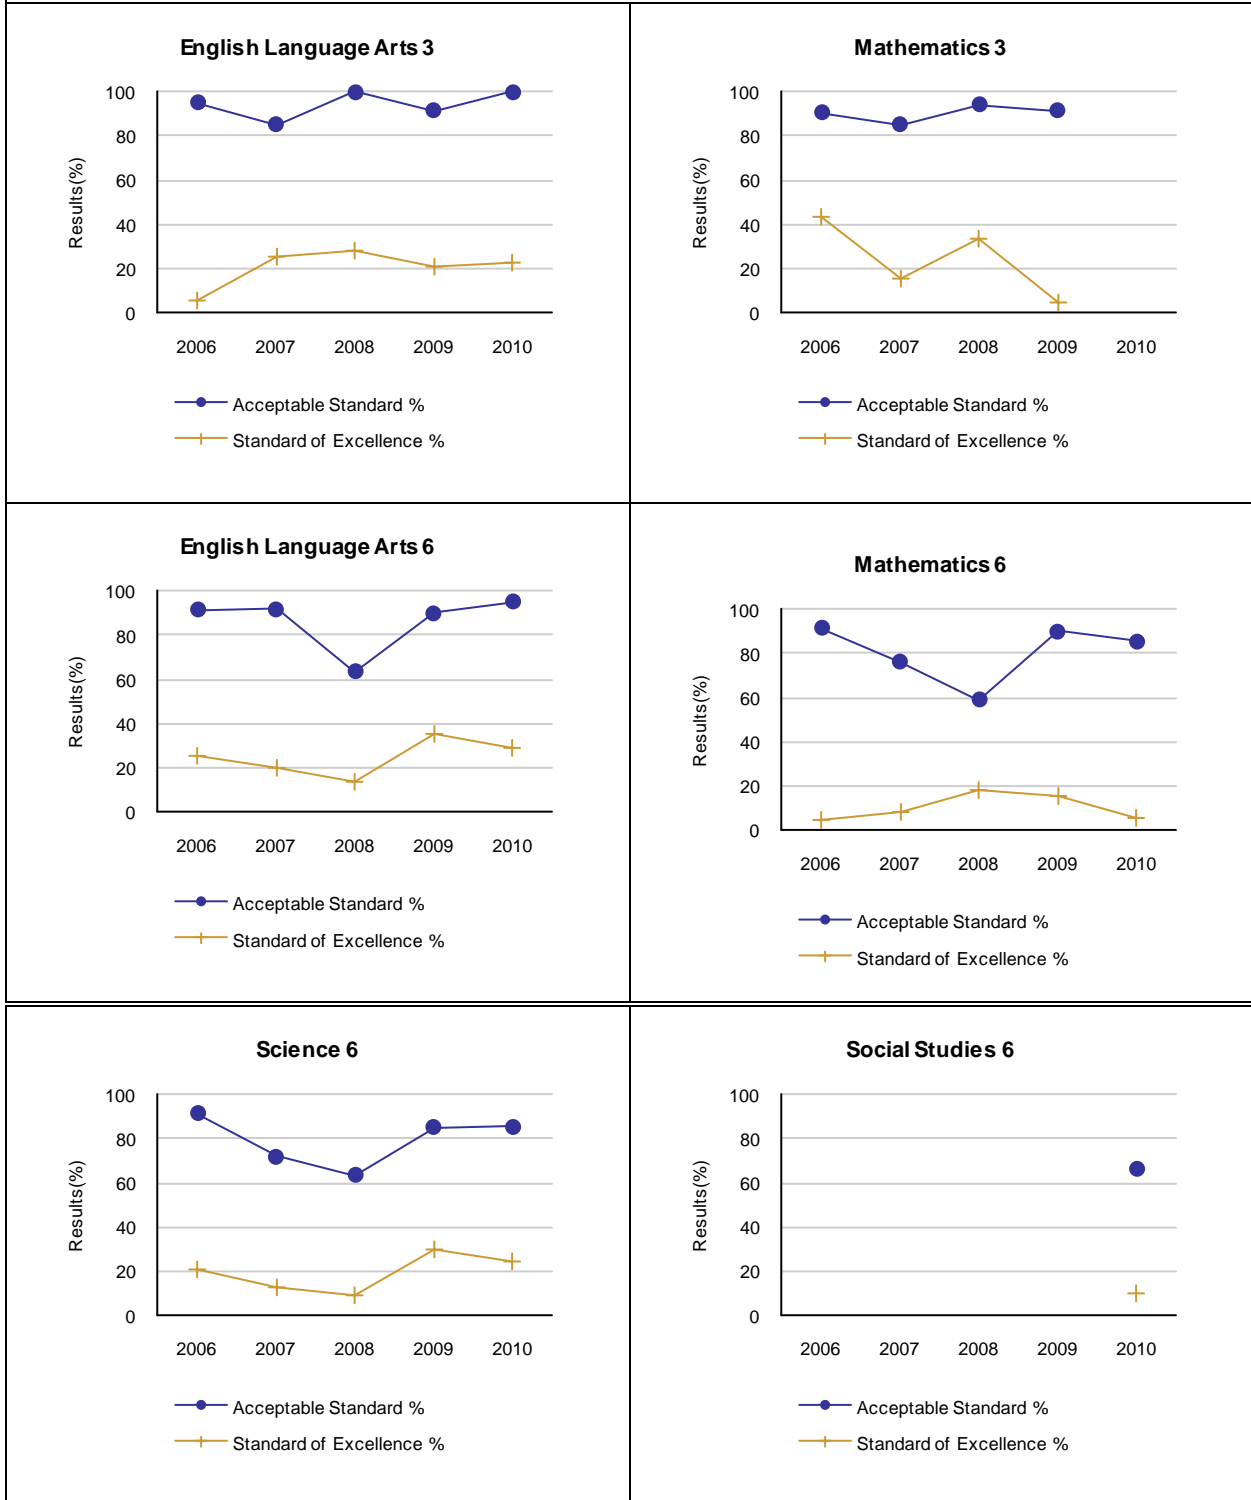 English Language Arts 3
100
80
60
40
20
0
Results(%)
2006 2007 2008 2009 2010
Acceptable Standard %
Standard of Excellence %
Mathematics 3
100
80
60
40
20
0
Results(%)
2006 2007 2008 2009 2010
Acceptable Standard %
Standard of Excellence %
English Language Arts 6
100
80
60
40
20
0
Results(%)
2006 2007 2008 2009 2010
Acceptable Standard %
Standard of Excellence %
Mathematics 6
100
80
60
40
20
0
Results(%)
2006 2007 2008 2009 2010
Acceptable Standard %
Standard of Excellence %
Science 6
100
80
60
40
20
0
Results(%)
2006 2007 2008 2009 2010
Acceptable Standard %
Standard of Excellence %
Social Studies 6
100
80
60
40
20
0
Results(%)
2006 2007 2008 2009 2010
Acceptable Standard %
Standard of Excellence %